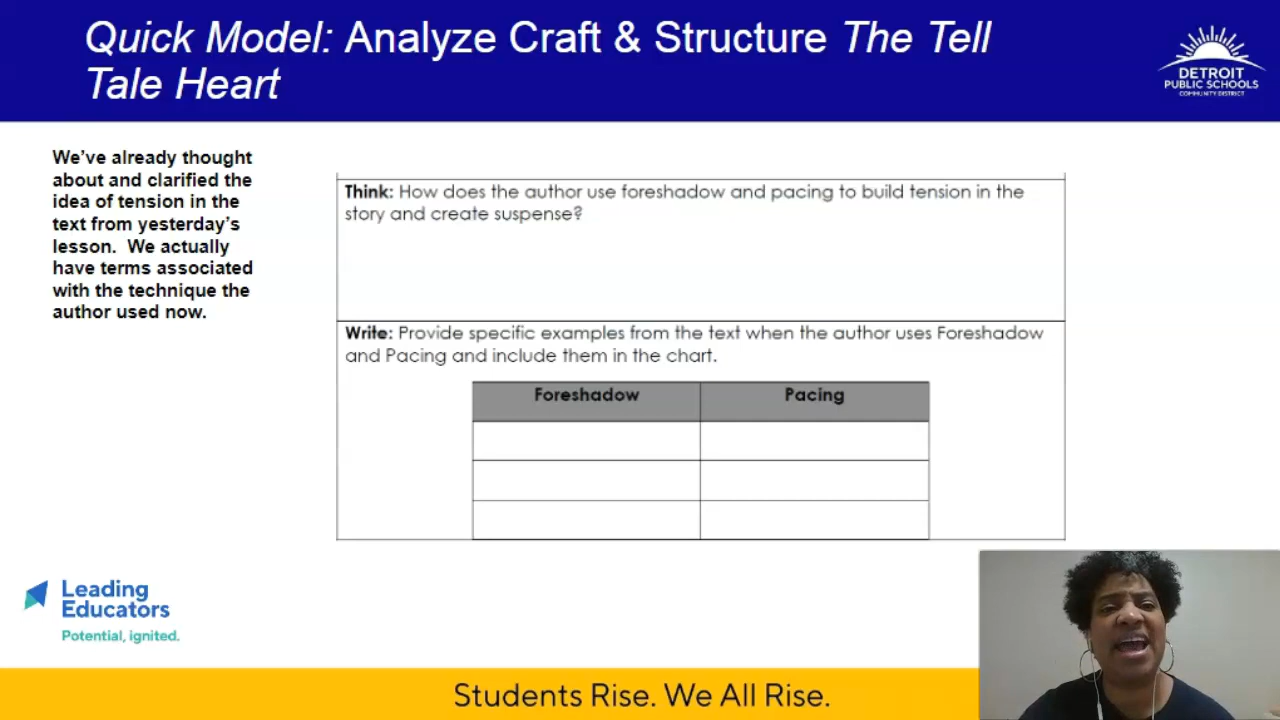 Quick Model: Analyze Craft & Structure The Tell
Tale Heart
DETROIT
PUBLIC SCHOOLS
COMMUNITY DISTRICT
We've already thought
about and clarified the
idea of tension in the
text from yesterday's
lesson.  We actually
have terms associated
with the technique the
author used now.
Think: How does the author use foreshadow and pacing to build tension in the
story and create suspense?
Write: Provide specific examples from the text when the author uses Foreshadow
and Pacing and include them in the chart.
Foreshadow
Pacing
Leading
Educators
Potential, ignited.
Students Rise. We All Rise.